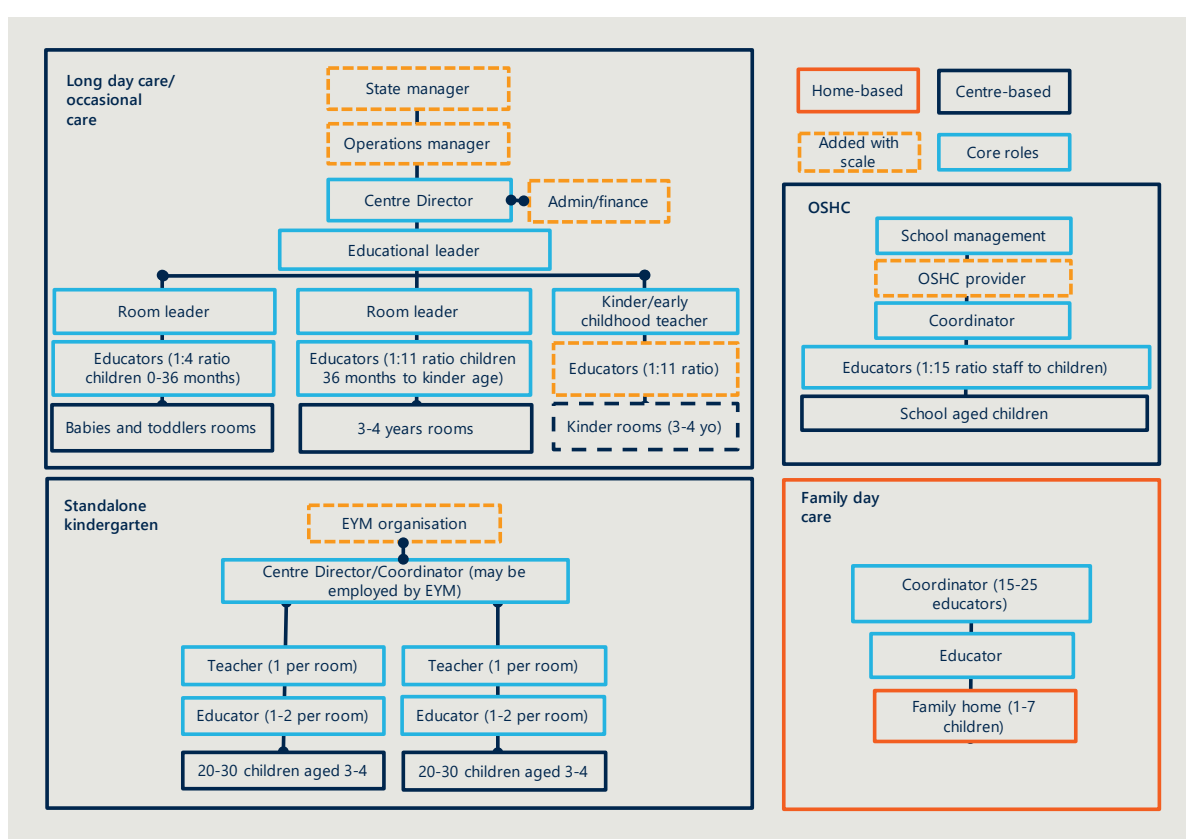 Long day care/
occasional
care
State manager
Operations manager
Centre Director
Admin/finance
Educational leader
Room leader
Room leader
Kinder/early
childhood teacher
Educators (1:4 ratio
children 0-36 months)
Educators (1:11 ratio children
36 months to kinder age)
Educators (1:11 ratio)
Babies and toddlers rooms
3-4 years rooms
Kinder rooms (3-4 yo)
Home-based
Centre-based
Added with
scale
Core roles
OSHC
School management
OSHC provider
Coordinator
Educators (1:15 ratio staff to children)
School aged children
Standalone
kindergarten
EYM organisation
Centre Director/Coordinator (may be
employed by EYM)
Teacher (1 per room)
Teacher (1 per room)
Educator (1-2 per room)
Educator (1-2 per room)
20-30 children aged 3-4
20-30 children aged 3-4
Family day
care
Coordinator (15-25
educators)
Educator
Family home (1-7
children)